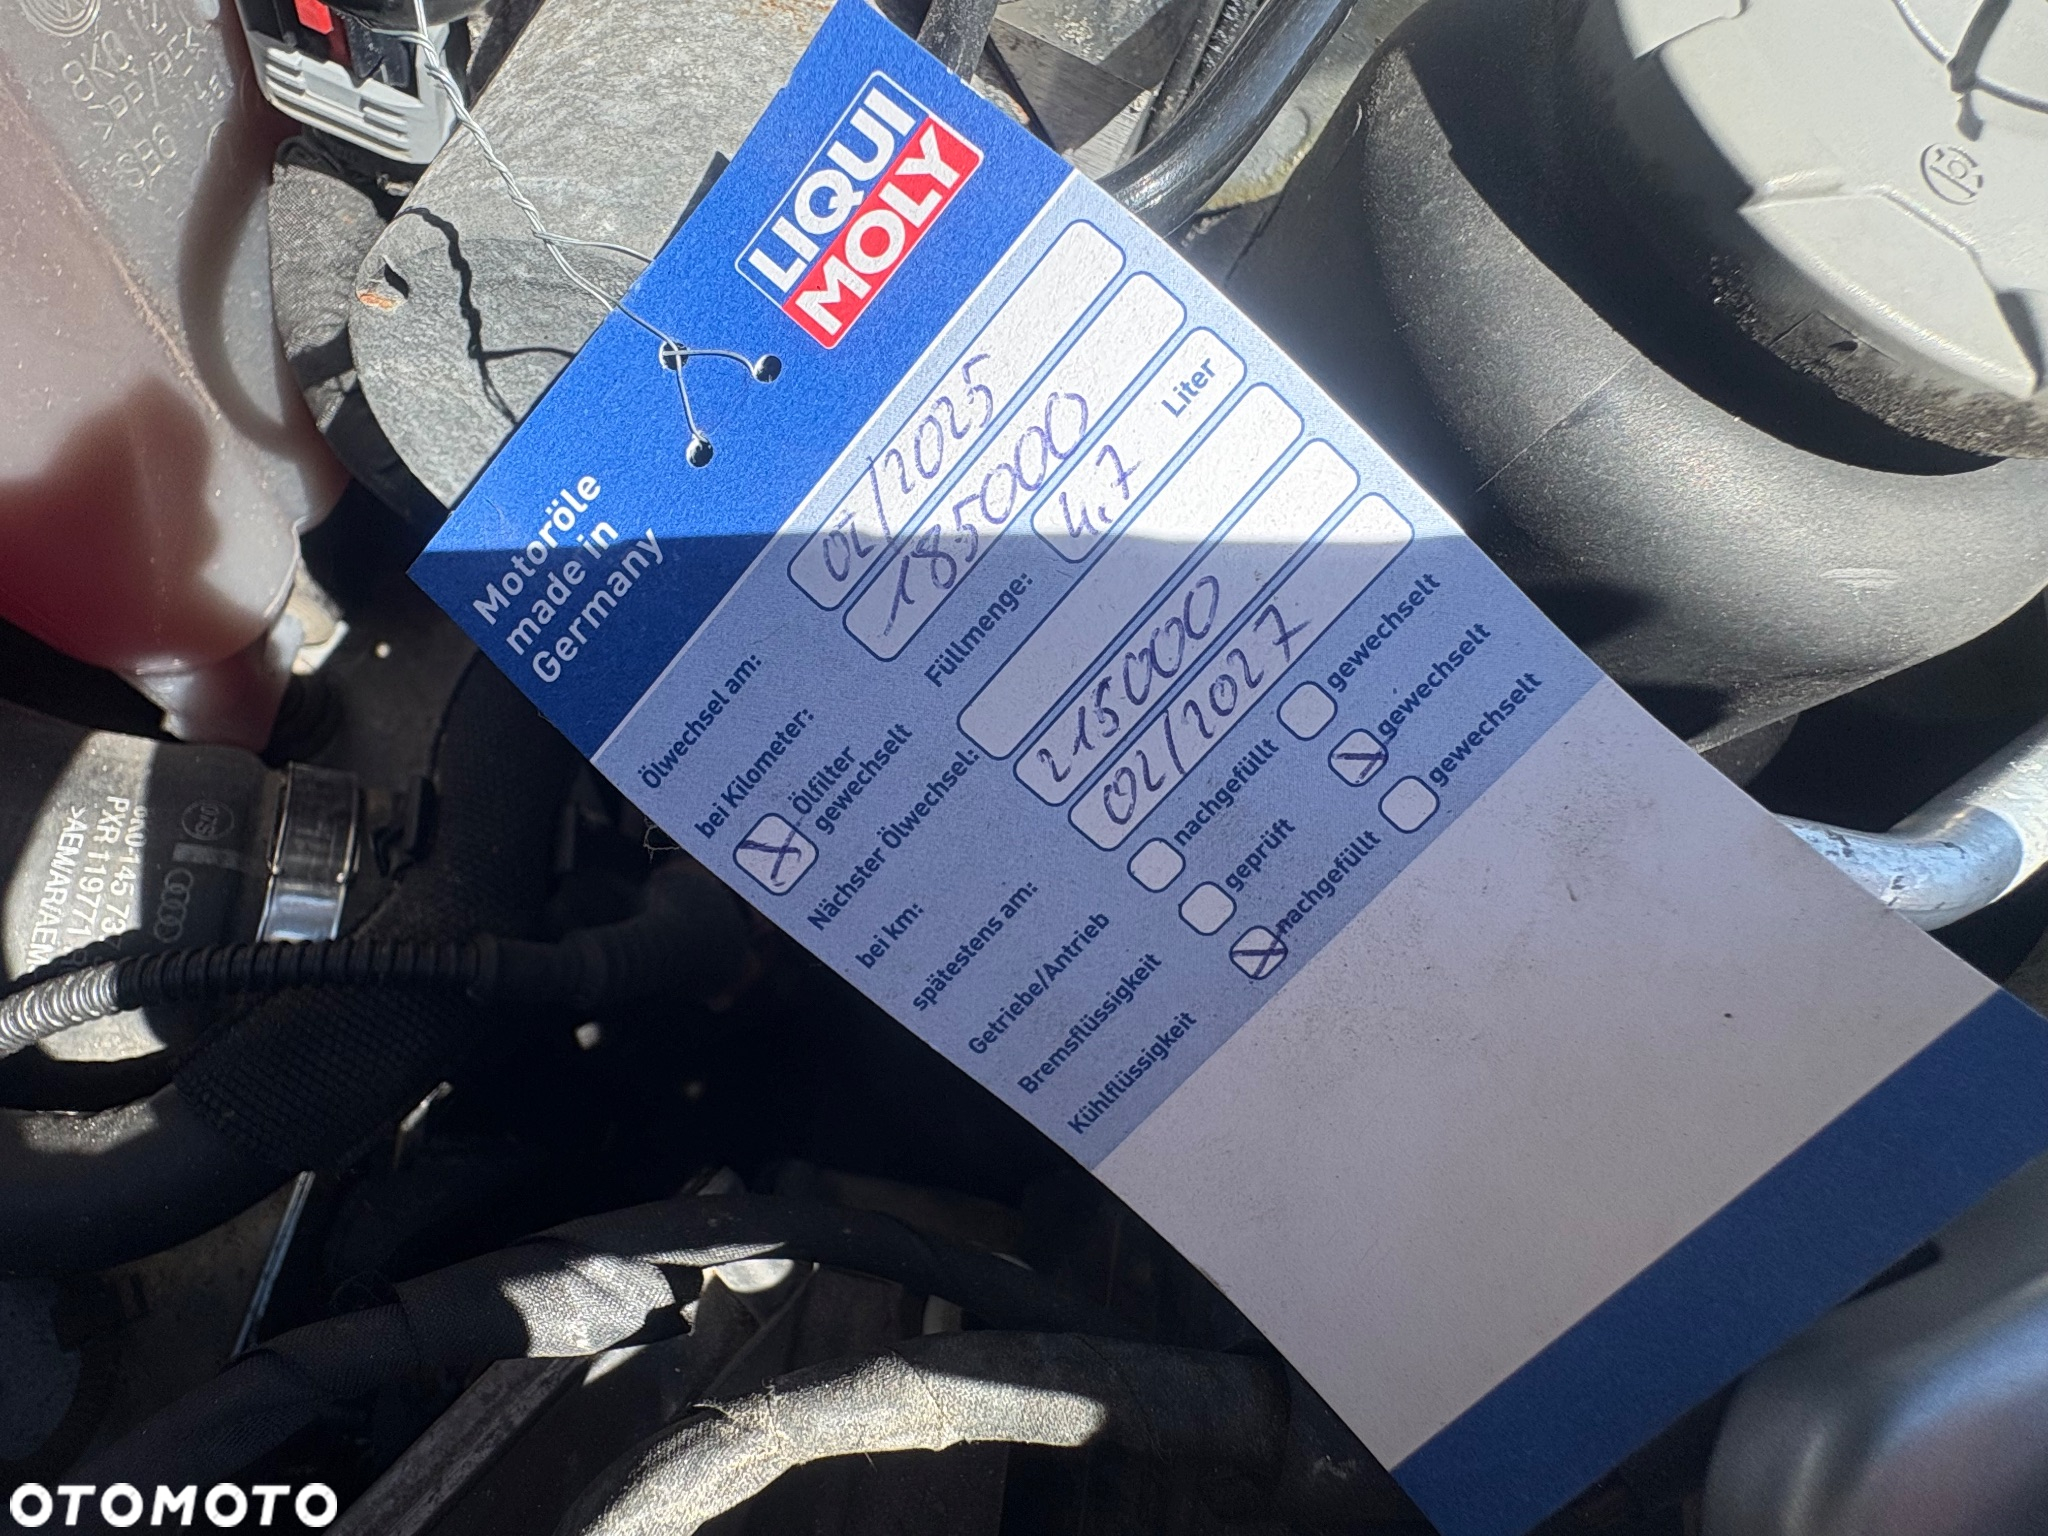 LIQUI
MOLY
Motoröle
made in
Germany
Ölwechsel am: 02/2025
bei Kilometer: 185000
Ölfilter
gewechselt
Füllmenge: 4,7 Liter
Nächster Ölwechsel:
bei km: 215000
spätestens am: 02/2027
Getriebe/Antrieb nachgefüllt gewechselt
Bremsflüssigkeit geprüft gewechselt
Kühlflüssigkeit nachgefüllt gewechselt
8K0
PXR
OTOMOTO